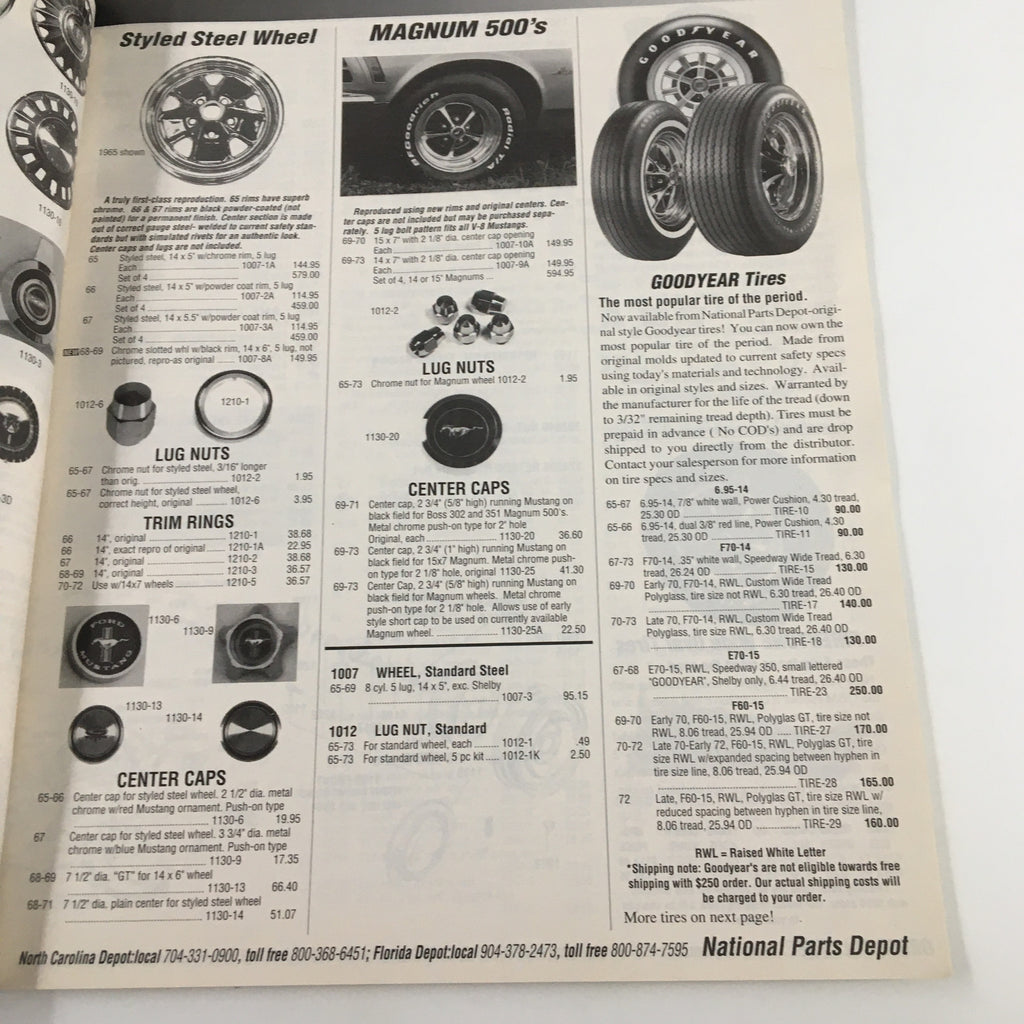 1130-10
1130-3
-3D
Styled Steel Wheel
1965 shown
A truly first-class reproduction. 65 rims have superb
chrome. 66 & 67 rims are black powder-coated (not
painted) for a permanent finish. Center section is made
out of correct gauge steel- welded to current safety stan-
dards but with simulated rivets for an authentic look.
Center caps and lugs are not included.
65 Styled steel, 14 x 5" w/chrome rim, 5 lug
Each 1007-1A 144.95
Set of 4 579.00
66 Styled steel, 14 x 5" w/powder coat rim, 5 lug
Each 1007-2A 114.95
Set of 4 459.00
67 Styled steel, 14 x 5.5" w/powder coat rim, 5 lug
Each 1007-3A 114.95
Set of 4 459.00
NEW 68-69 Chrome slotted whl w/black rim, 14 x 6", 5 lug, not
pictured, repro-as original 1007-8A 149.95
1012-6
1210-1
LUG NUTS
65-67 Chrome nut for styled steel, 3/16" longer
than orig. 1012-2 1.95
65-67 Chrome nut for styled steel wheel,
correct height, original 1012-6 3.95
TRIM RINGS
66 14", original 1210-1 38.68
66 14", exact repro of original 1210-1A 22.95
67 14", original 1210-2 38.68
68-69 14", original 1210-3 36.57
70-72 Use w/14x7 wheels 1210-5 36.57
1130-6
1130-9
FORD
MUSTANG
1130-13
1130-14
CENTER CAPS
65-66 Center cap for styled steel wheel. 2 1/2" dia. metal
chrome w/red Mustang ornament. Push-on type
1130-6 19.95
67 Center cap for styled steel wheel. 3 3/4" dia. metal
chrome w/blue Mustang ornament. Push-on type
1130-9 17.35
68-69 7 1/2" dia. "GT" for 14 x 6" wheel
1130-13 66.40
68-71 7 1/2" dia. plain center for styled steel wheel
1130-14 51.07
MAGNUM 500's
BFGoodrich Radial T/A
Reproduced using new rims and original centers. Cen-
ter caps are not included but may be purchased sepa-
rately. 5 lug bolt pattern fits all V-8 Mustangs.
69-70 15 x 7" with 2 1/8" dia. center cap opening
Each 1007-10A 149.95
69-73 14 x 7" with 2 1/8" dia. center cap opening
Each 1007-9A 149.95
Set of 4, 14 or 15" Magnums ... 594.95
1012-2
LUG NUTS
65-73 Chrome nut for Magnum wheel 1012-2 1.95
1130-20
CENTER CAPS
69-71 Center cap, 2 3/4" (5/8" high) running Mustang on
black field for Boss 302 and 351 Magnum 500's.
Metal chrome push-on type for 2" hole
Original, each 1130-20 36.60
69-73 Center cap, 2 3/4" (1" high) running Mustang on
black field for 15x7 Magnum. Metal chrome push-
on type for 2 1/8" hole, original 1130-25 41.30
69-73 Center Cap, 2 3/4" (5/8" high) running Mustang on
black field for Magnum wheels. Metal chrome
push-on type for 2 1/8" hole. Allows use of early
style short cap to be used on currently available
Magnum wheel. 1130-25A 22.50
1007 WHEEL, Standard Steel
65-69 8 cyl. 5 lug, 14 x 5", exc. Shelby
1007-3 95.15
1012 LUG NUT, Standard
65-73 For standard wheel, each 1012-1 .49
65-73 For standard wheel, 5 pc kit 1012-1K 2.50
GOODYEAR
GOODYEAR Tires
The most popular tire of the period.
Now available from National Parts Depot-origi-
nal style Goodyear tires! You can now own the
most popular tire of the period. Made from
original molds updated to current safety specs
using today's materials and technology. Avail-
able in original styles and sizes. Warranted by
the manufacturer for the life of the tread (down
to 3/32" remaining tread depth). Tires must be
prepaid in advance ( No COD's) and are drop
shipped to you directly from the distributor.
Contact your salesperson for more information
on tire specs and sizes.
6.95-14
65-67 6.95-14, 7/8" white wall, Power Cushion, 4.30 tread,
25.30 OD TIRE-10 90.00
65-66 6.95-14, dual 3/8" red line, Power Cushion, 4.30
tread, 25.30 OD TIRE-11 90.00
F70-14
67-73 F70-14, .35" white wall, Speedway Wide Tread, 6.30
tread, 26.24 OD TIRE-15 130.00
69-70 Early 70, F70-14, RWL, Custom Wide Tread
Polyglass, tire size not RWL, 6.30 tread, 26.40 OD
TIRE-17 140.00
70-73 Late 70, F70-14, RWL, Custom Wide Tread
Polyglass, tire size RWL, 6.30 tread, 26.40 OD
TIRE-18 130.00
E70-15
67-68 E70-15, RWL, Speedway 350, small lettered
"GOODYEAR", Shelby only, 6.44 tread, 26.40 OD
TIRE-23 250.00
F60-15
69-70 Early 70, F60-15, RWL, Polyglas GT, tire size not
RWL, 8.06 tread, 25.94 OD TIRE-27 170.00
70-72 Late 70-Early 72, F60-15, RWL, Polyglas GT, tire
size RWL w/expanded spacing between hyphen in
tire size line, 8.06 tread, 25.94 OD
TIRE-28 165.00
72 Late, F60-15, RWL, Polyglas GT, tire size RWL w/
reduced spacing between hyphen in tire size line,
8.06 tread, 25.94 OD TIRE-29 160.00
RWL = Raised White Letter
*Shipping note: Goodyear's are not eligible towards free
shipping with $250 order. Our actual shipping costs will
be charged to your order.
More tires on next page!
North Carolina Depot:local 704-331-0900, toll free 800-368-6451; Florida Depot:local 904-378-2473, toll free 800-874-7595 National Parts Depot